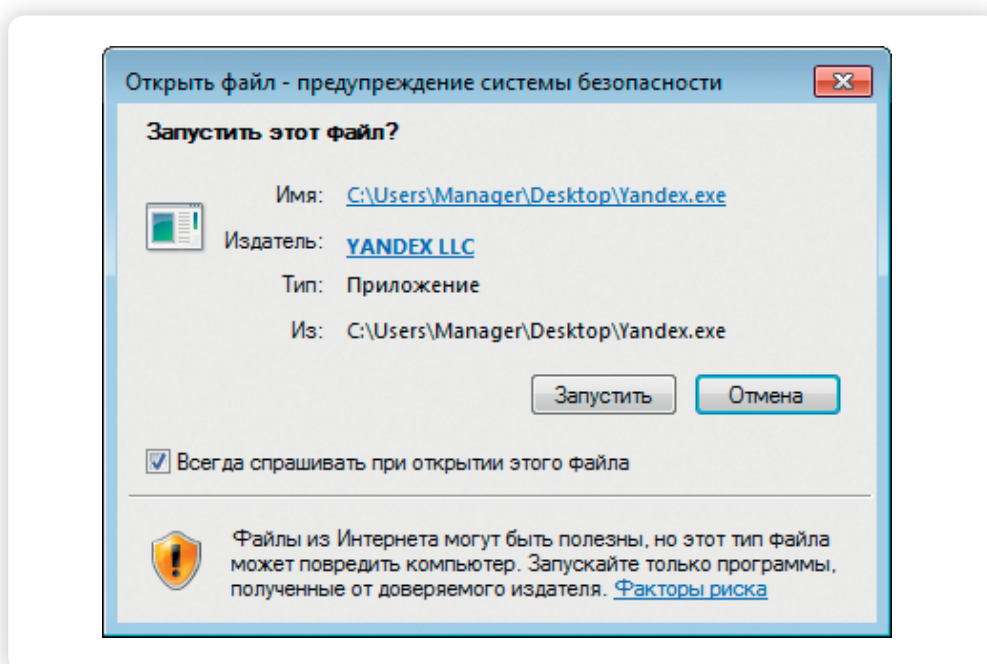 Открыть файл - предупреждение системы безопасности
Запустить этот файл?
Имя: C:\Users\Manager\Desktop\Yandex.exe
Издатель: YANDEX LLC
Тип: Приложение
Из: C:\Users\Manager\Desktop\Yandex.exe
Запустить Отмена
Всегда спрашивать при открытии этого файла
Файлы из Интернета могут быть полезны, но этот тип файла
может повредить компьютер. Запускайте только программы,
полученные от доверяемого издателя. Факторы риска